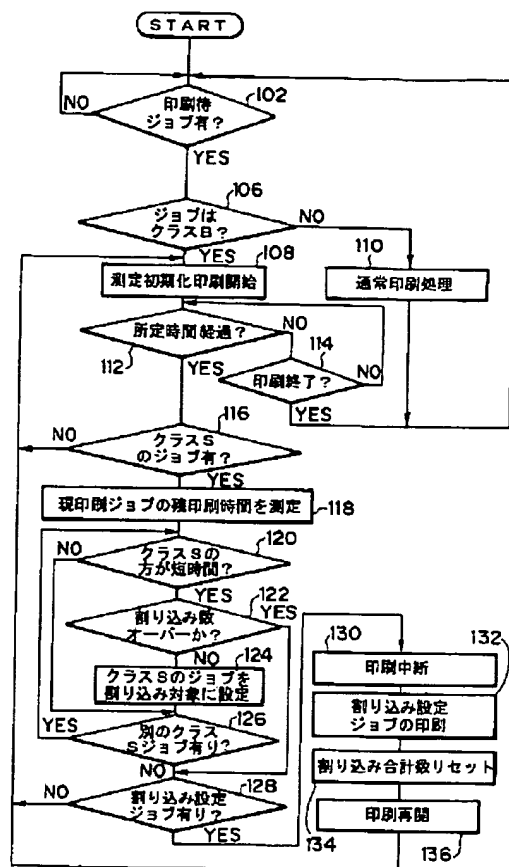 START
印刷待
ジョブ有？
102
NO
YES
ジョブは
クラスB？
106
NO
YES
測定初期化印刷開始
108
通常印刷処理
110
所定時間経過？
112
NO
YES
印刷終了？
114
NO
YES
クラスS
のジョブ有？
116
NO
YES
現印刷ジョブの確印刷時間を測定
118
クラスSの
方が短時間？
120
NO
YES
割り込み数
オーバーか？
122
YES
NO
クラスSのジョブを
割り込み対象に設定
124
別のクラス
Sジョブ有り？
126
YES
NO
割り込み設定
ジョブ有り？
128
NO
YES
印刷中断
130
割り込み設定
ジョブの印刷
132
割り込み合計数リセット
134
印刷再開
136